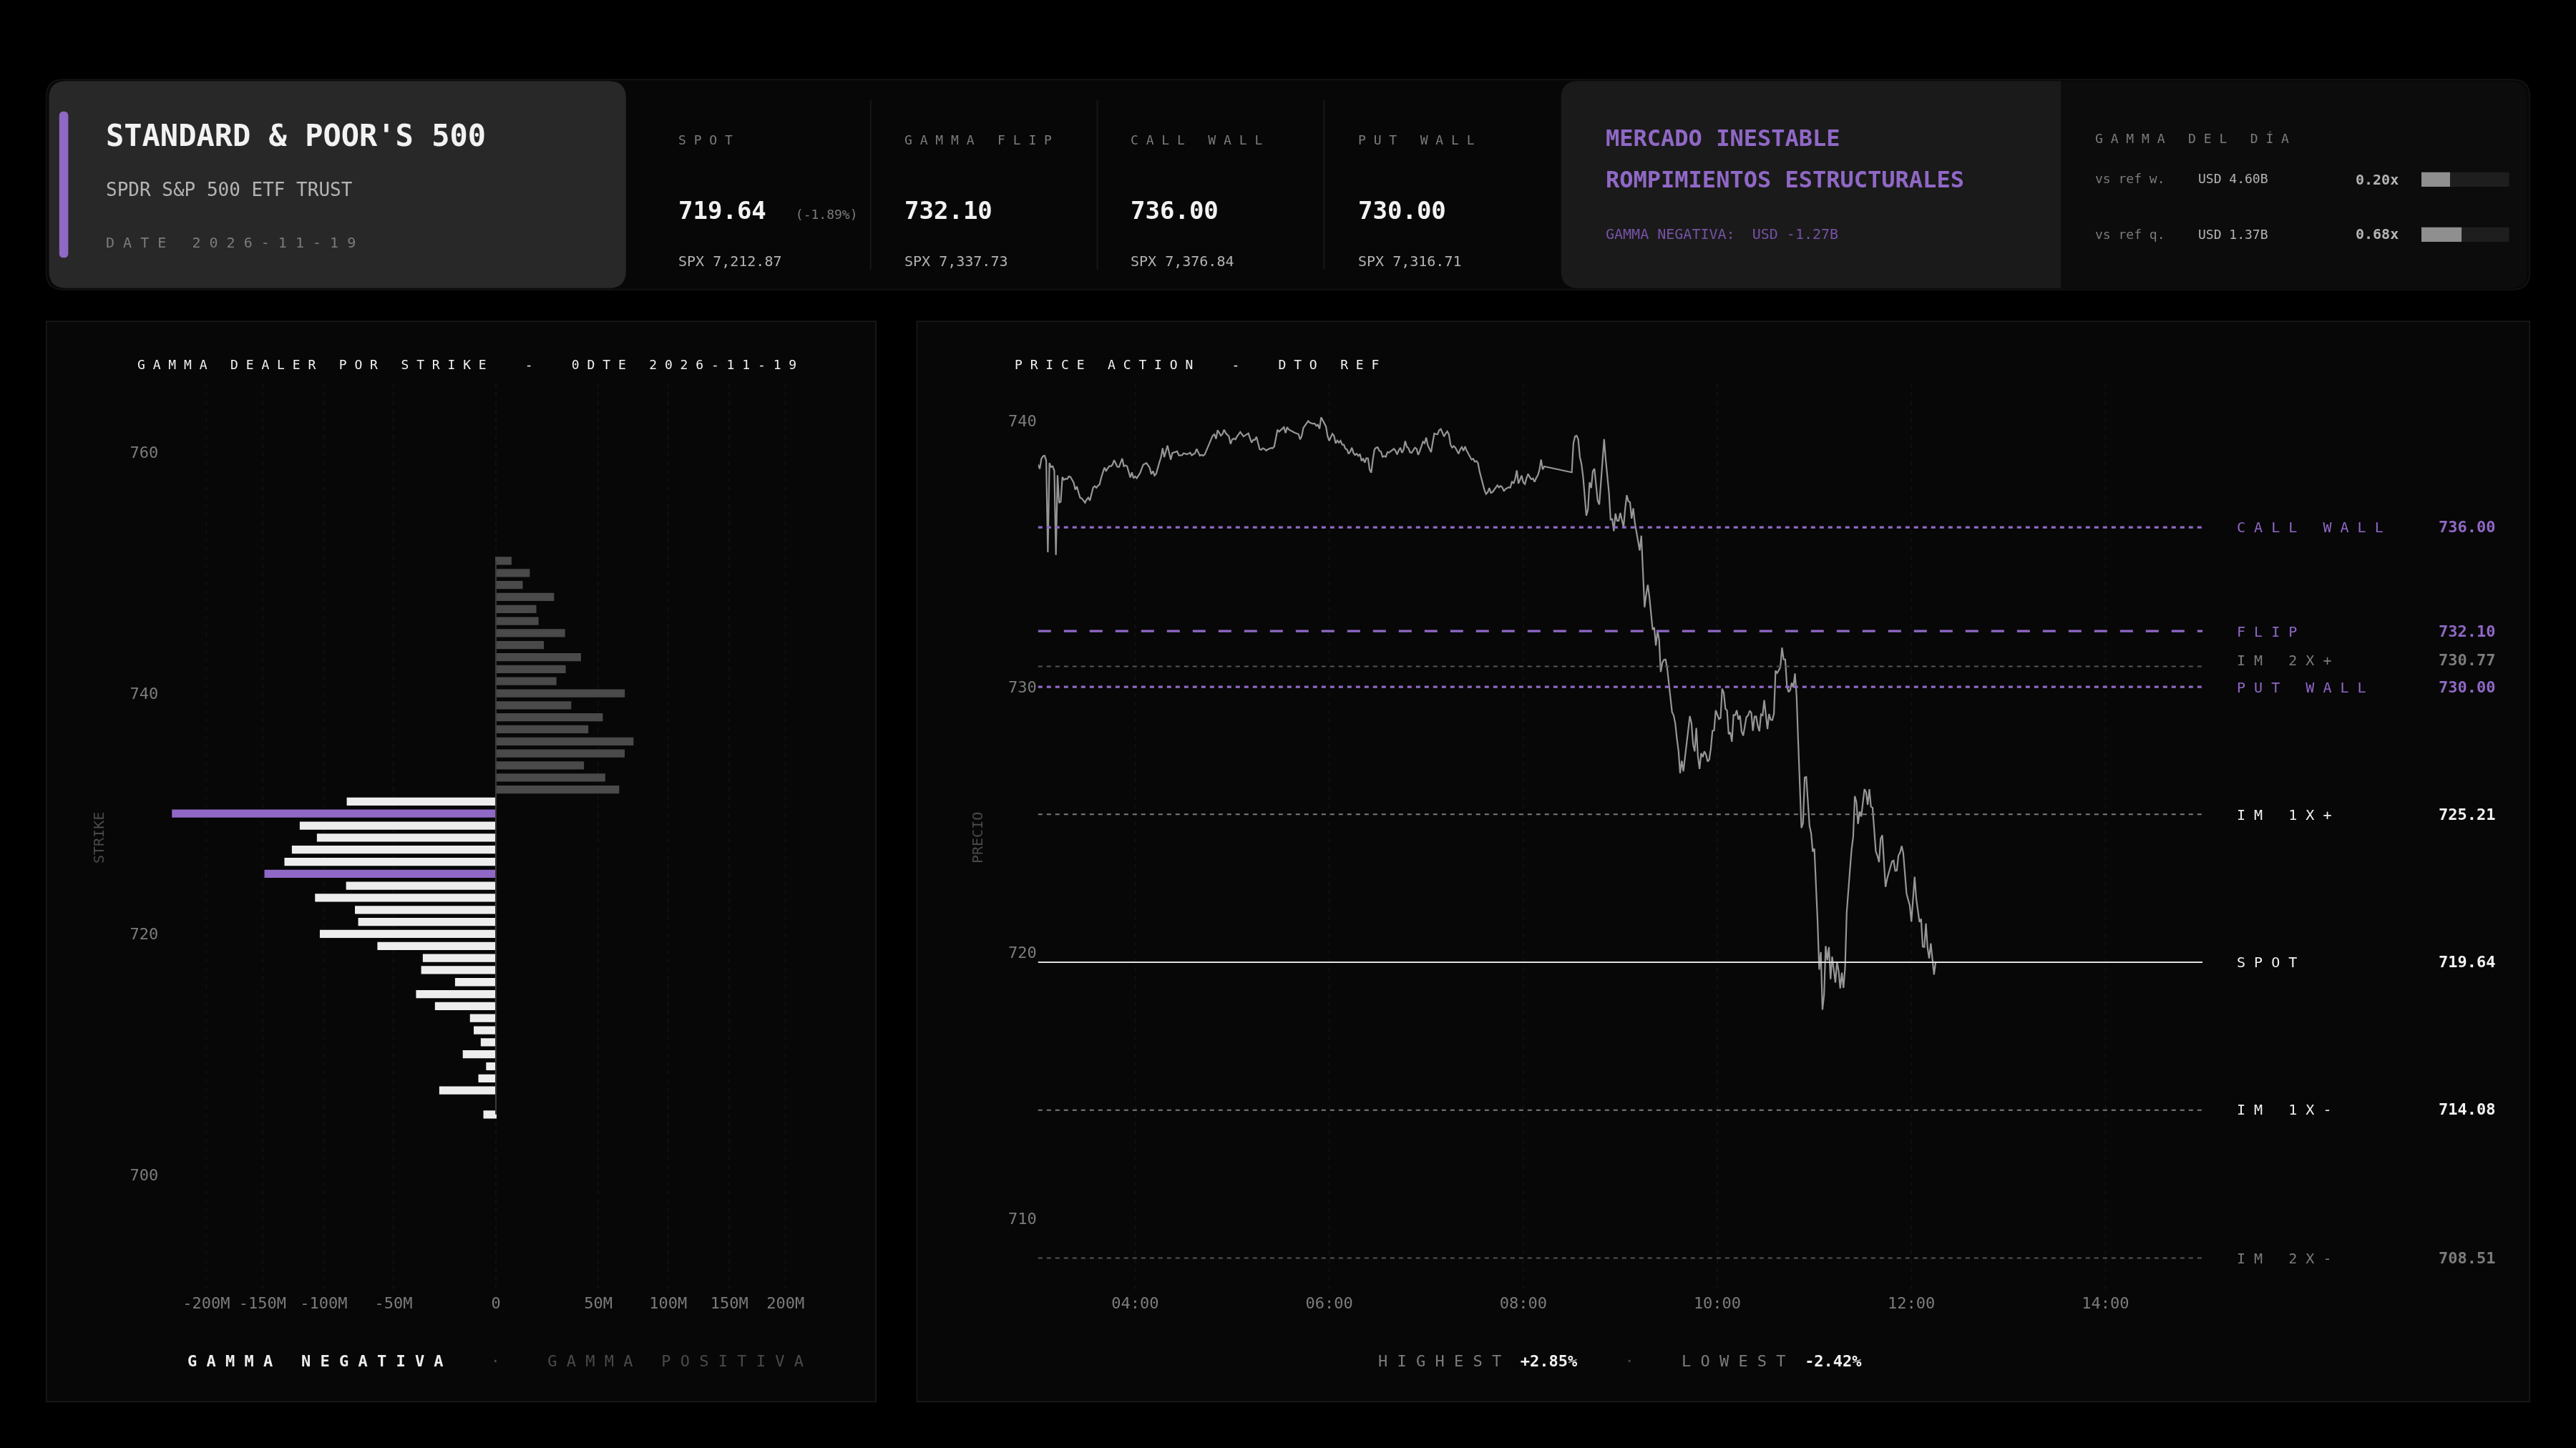 STANDARD & POOR'S 500
SPDR S&P 500 ETF TRUST
DATE 2026-11-19
SPOT
719.64 (-1.89%)
SPX 7,212.87
GAMMA FLIP
732.10
SPX 7,337.73
CALL WALL
736.00
SPX 7,376.84
PUT WALL
730.00
SPX 7,316.71
MERCADO INESTABLE
ROMPIMIENTOS ESTRUCTURALES
GAMMA NEGATIVA: USD -1.27B
GAMMA DEL DÍA
vs ref w. USD 4.60B 0.20x
vs ref q. USD 1.37B 0.68x
GAMMA DEALER POR STRIKE - 0DTE 2026-11-19
760
740
720
700
STRIKE
-200M -150M -100M -50M 0 50M 100M 150M 200M
GAMMA NEGATIVA · GAMMA POSITIVA
PRICE ACTION - DTO REF
740
730
720
710
PRECIO
CALL WALL 736.00
FLIP 732.10
IM 2X+ 730.77
PUT WALL 730.00
IM 1X+ 725.21
SPOT 719.64
IM 1X- 714.08
IM 2X- 708.51
04:00 06:00 08:00 10:00 12:00 14:00
HIGHEST +2.85% · LOWEST -2.42%